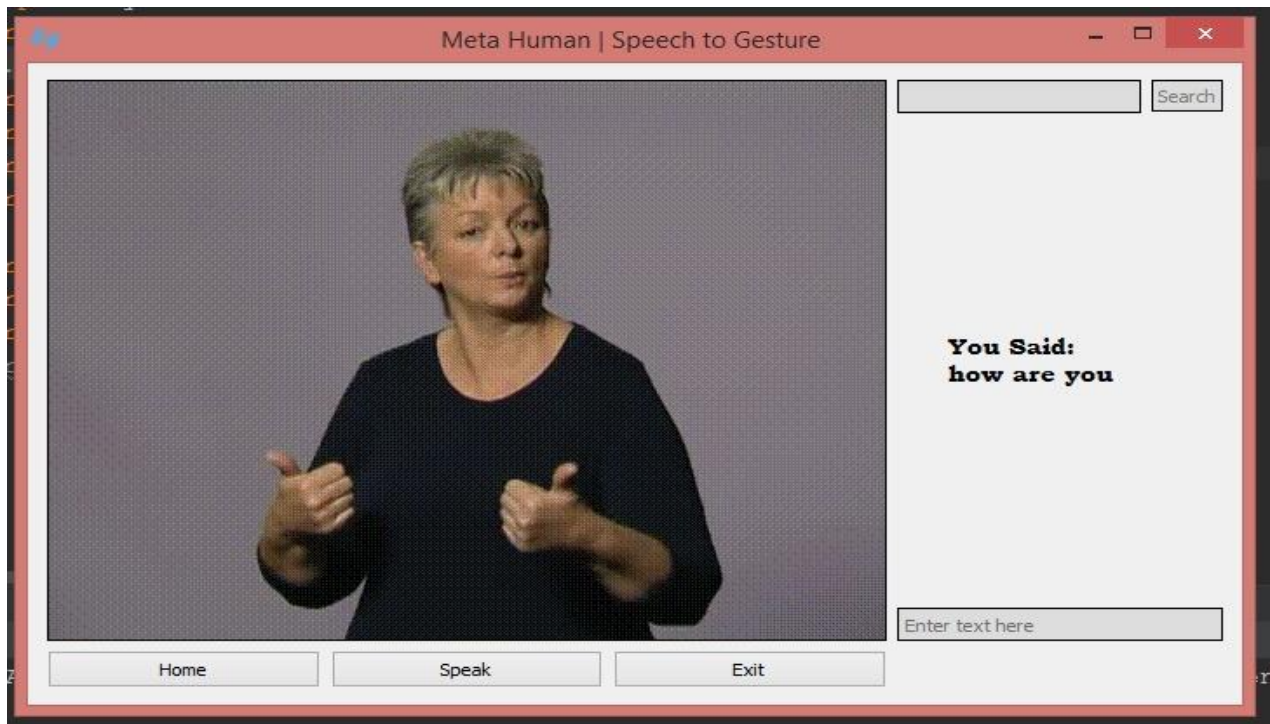 Meta Human | Speech to Gesture
Search
You Said:
how are you
Enter text here
Home Speak Exit